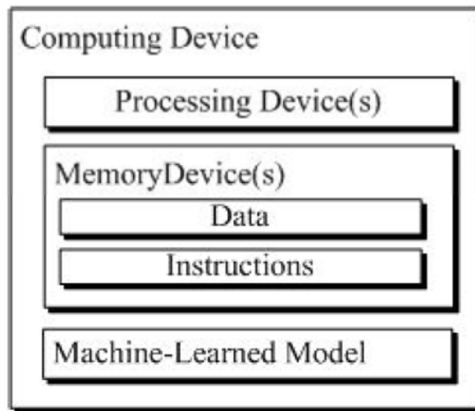 Computing Device
Processing Device(s)
MemoryDevice(s)
Data
Instructions
Machine-Learned Model